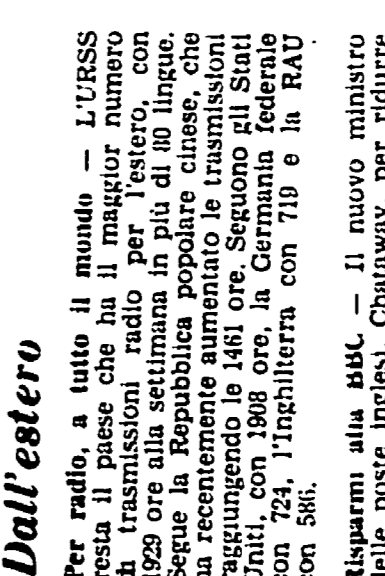 Dall'estero
Per radio, a tutto il mondo — L'URSS
resta il paese che ha il maggior numero
di trasmissioni radio per l'estero, con
1929 ore alla settimana in più di 80 lingue.
Segue la Repubblica popolare cinese, che
ha recentemente aumentato le trasmissioni
raggiungendo le 1461 ore. Seguono gli Stati
Uniti, con 1908 ore, la Germania federale
con 724, l'Inghilterra con 719 e la RAU
con 586.
Risparmi alla BBC — Il nuovo ministro
delle poste inglesi, Chataway, per ridurre